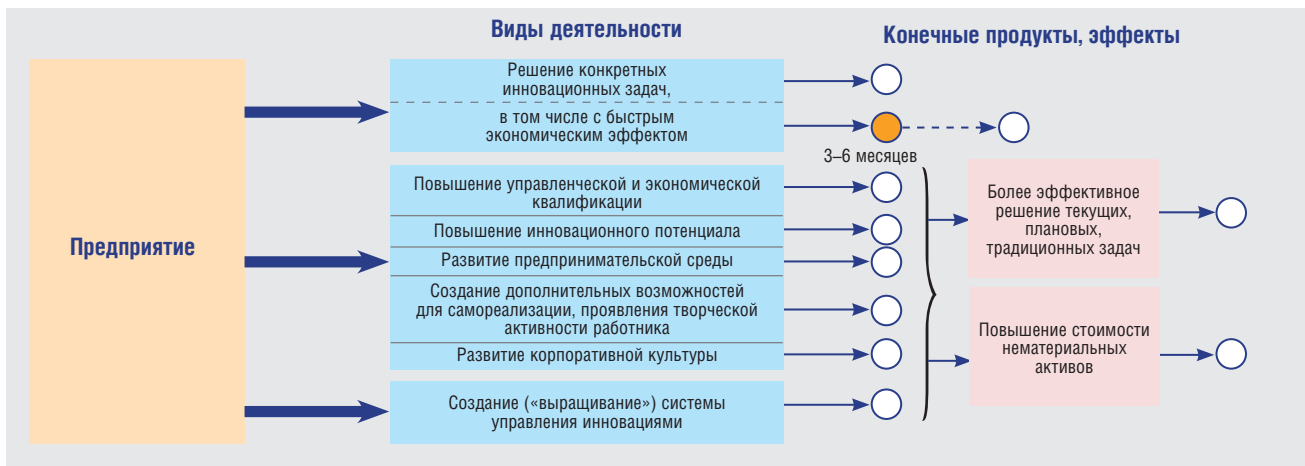 Виды деятельности
Конечные продукты, эффекты
Предприятие
Решение конкретных
инновационных задач,
в том числе с быстрым
экономическим эффектом
3–6 месяцев
Повышение управленческой и экономической
квалификации
Повышение инновационного потенциала
Развитие предпринимательской среды
Создание дополнительных возможностей
для самореализации, проявления творческой
активности работника
Развитие корпоративной культуры
Создание («выращивание») системы
управления инновациями
Более эффективное
решение текущих,
плановых,
традиционных задач
Повышение стоимости
нематериальных
активов